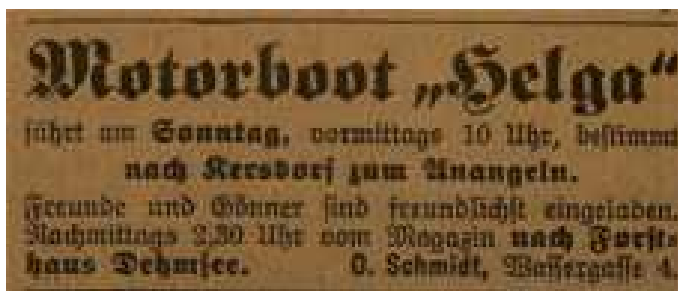 Motorboot „Helga“
fährt am Sonntag, vormittags 10 Uhr, bestimmt
nach Kersdorf zum Anangeln.
Freunde und Gönner sind freundlichst eingeladen.
Nachmittags 2,30 Uhr vom Magazin nach Forst-
haus Dehmsee. O. Schmidt, Wassergasse 4.